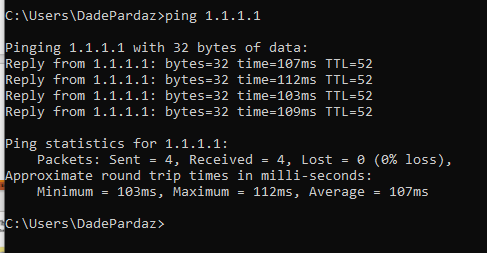 C:\Users\DadePardaz>ping 1.1.1.1
Pinging 1.1.1.1 with 32 bytes of data:
Reply from 1.1.1.1: bytes=32 time=107ms TTL=52
Reply from 1.1.1.1: bytes=32 time=112ms TTL=52
Reply from 1.1.1.1: bytes=32 time=103ms TTL=52
Reply from 1.1.1.1: bytes=32 time=109ms TTL=52
Ping statistics for 1.1.1.1:
    Packets: Sent = 4, Received = 4, Lost = 0 (0% loss),
Approximate round trip times in milli-seconds:
    Minimum = 103ms, Maximum = 112ms, Average = 107ms
C:\Users\DadePardaz>